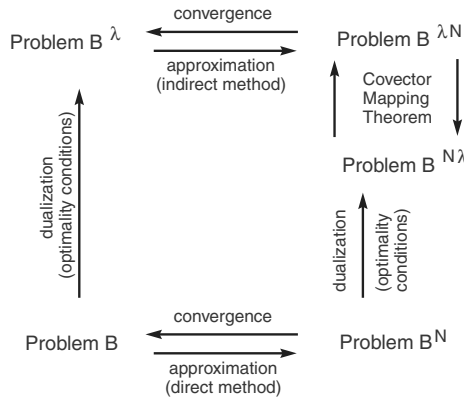 convergence
Problem B λ
Problem B λN
approximation
(indirect method)
Covector
Mapping
Theorem
Problem B Nλ
dualization
(optimality conditions)
dualization
(optimality
conditions)
convergence
Problem B
Problem B N
approximation
(direct method)